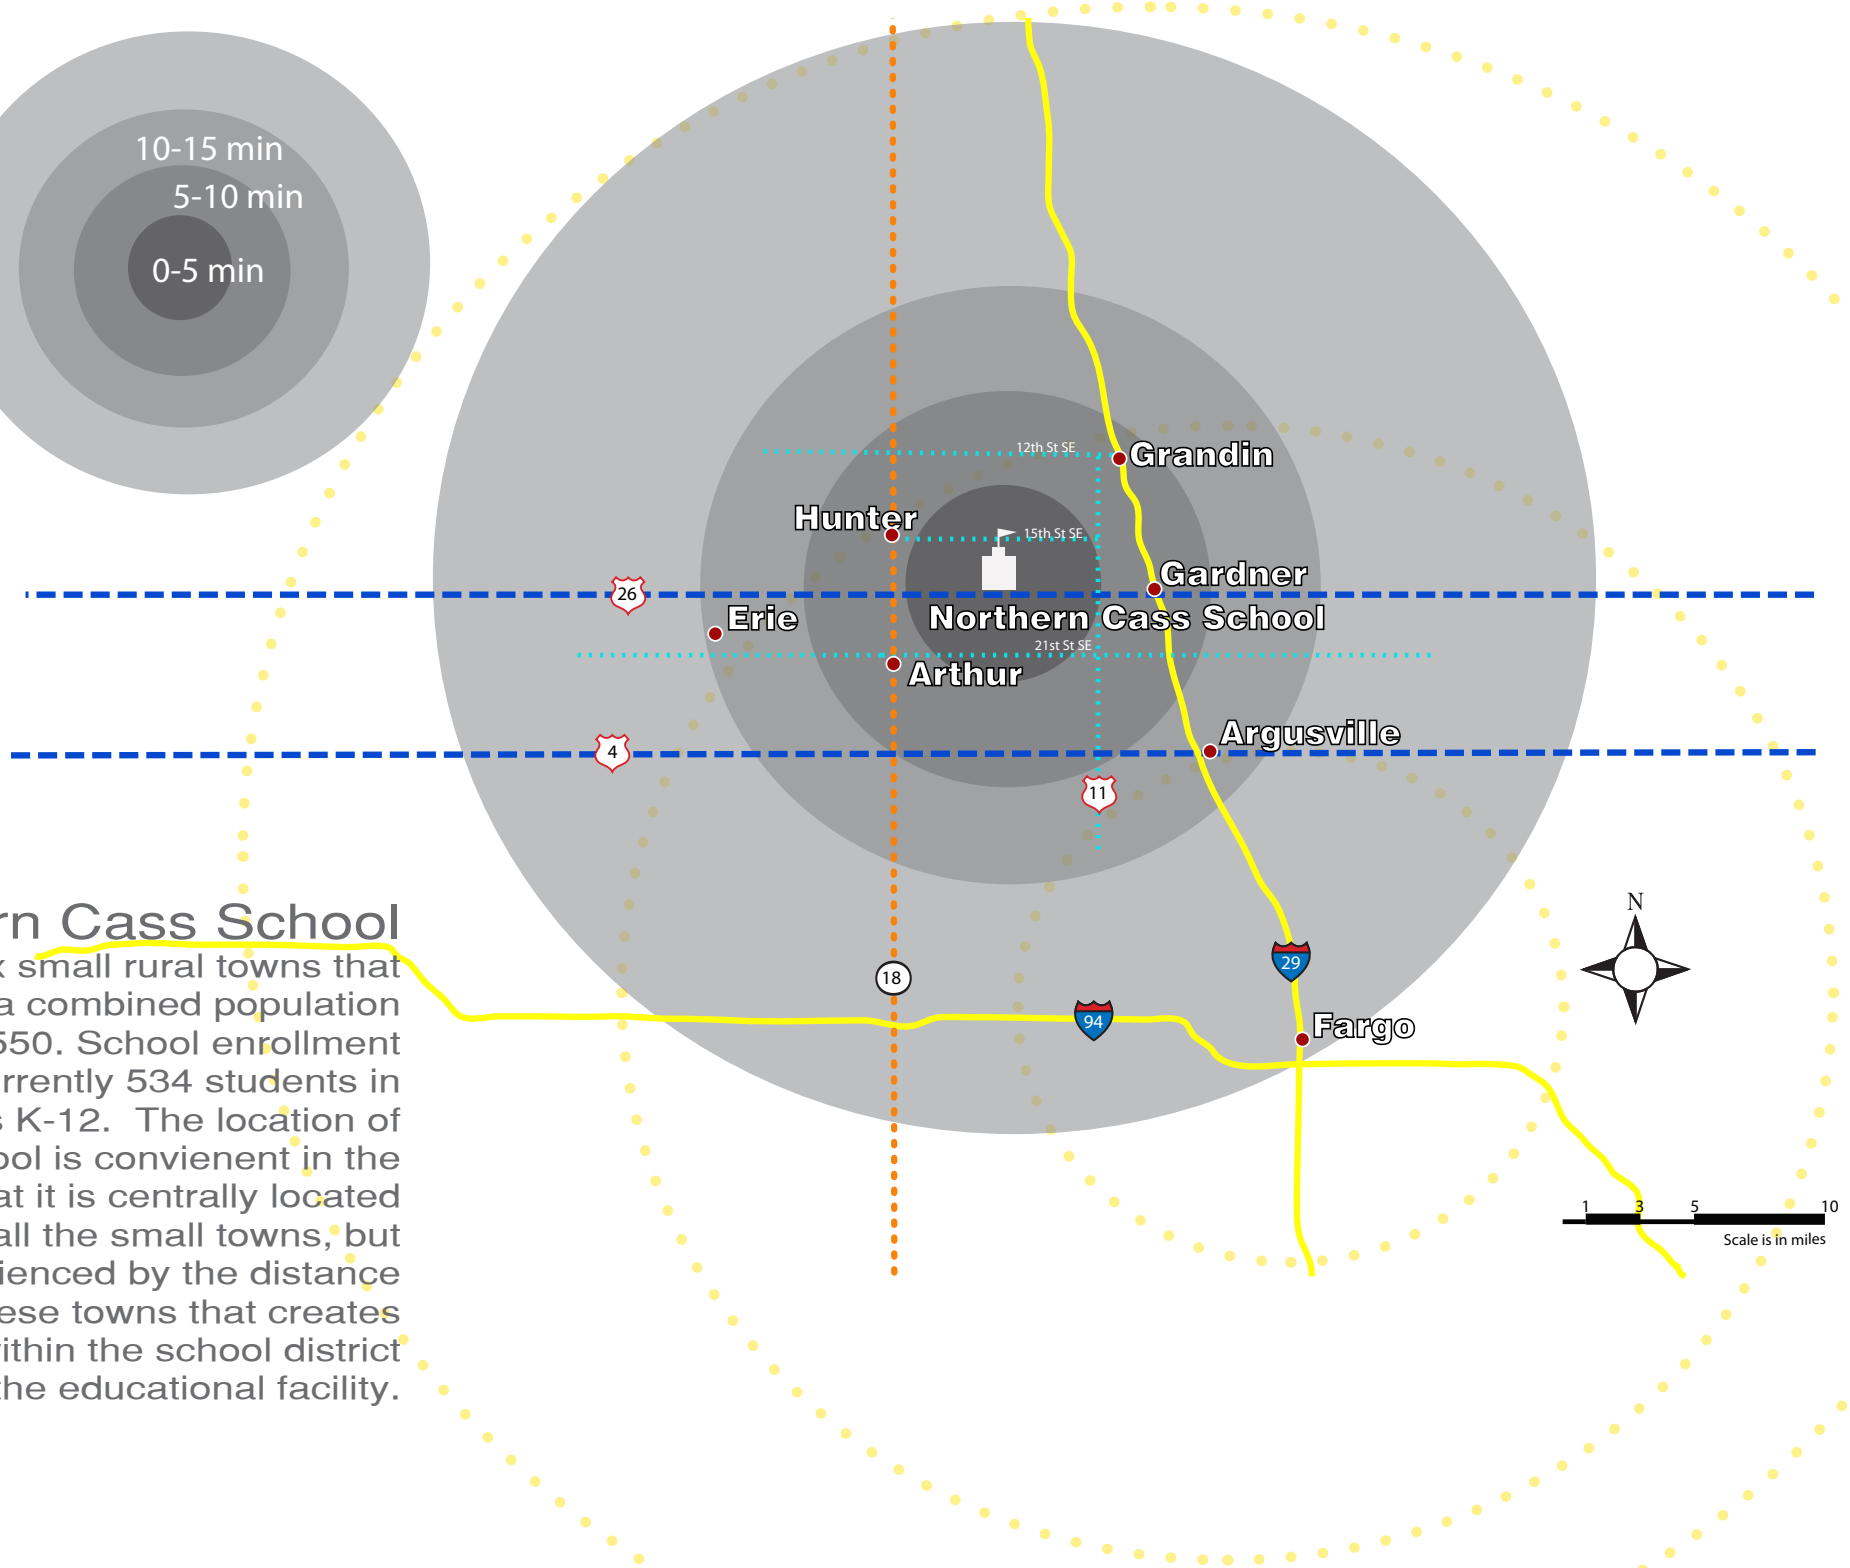 10-15 min
5-10 min
0-5 min
12th St SE
Grandin
Hunter
15th St SE
Gardner
26
Erie
Northern Cass School
21st St SE
Arthur
Argusville
4
11
N
rn Cass School
29
x small rural towns that
18
a combined population
94
Fargo
550. School enrollment
rrently 534 students in
s K-12. The location of
ool is convienent in the
at it is centrally located
1 3 5 10
all the small towns, but
Scale is in miles
ienced by the distance
ese towns that creates
ithin the school district
the educational facility.